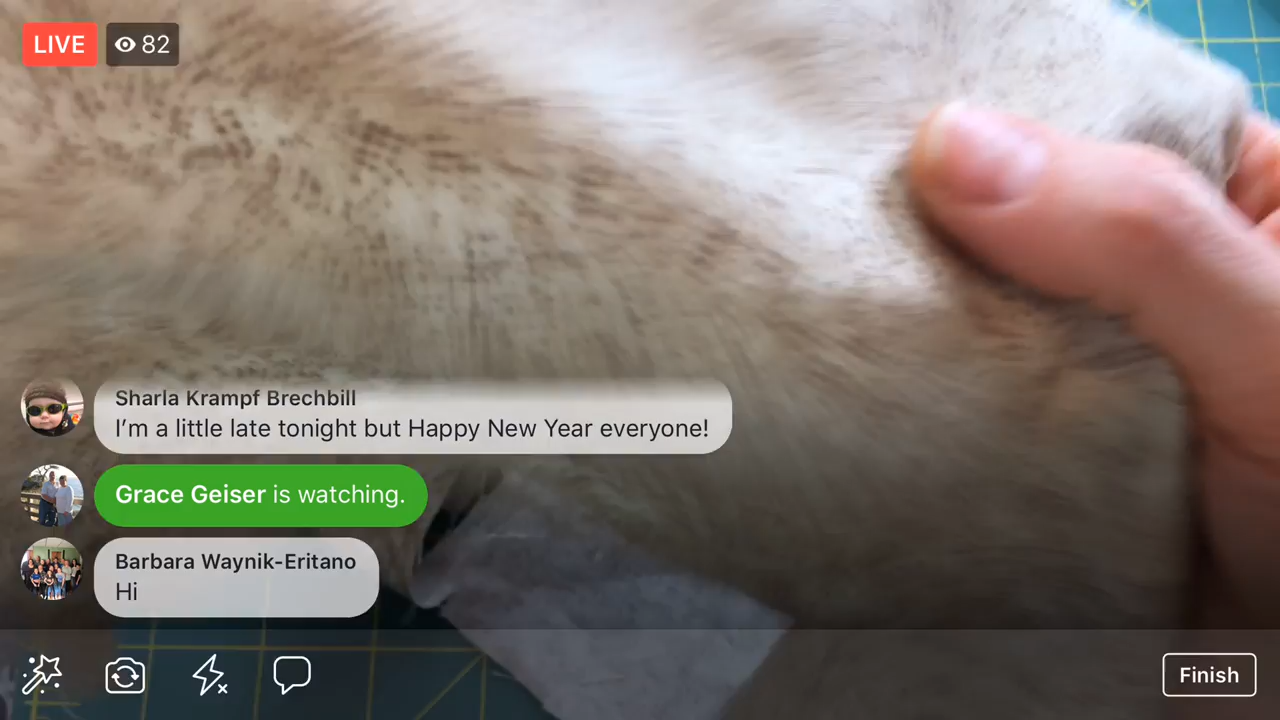 LIVE
82
Sharla Krampf Brechbill
I’m a little late tonight but Happy New Year everyone!
Grace Geiser is watching.
Barbara Waynik-Eritano
Hi
Finish